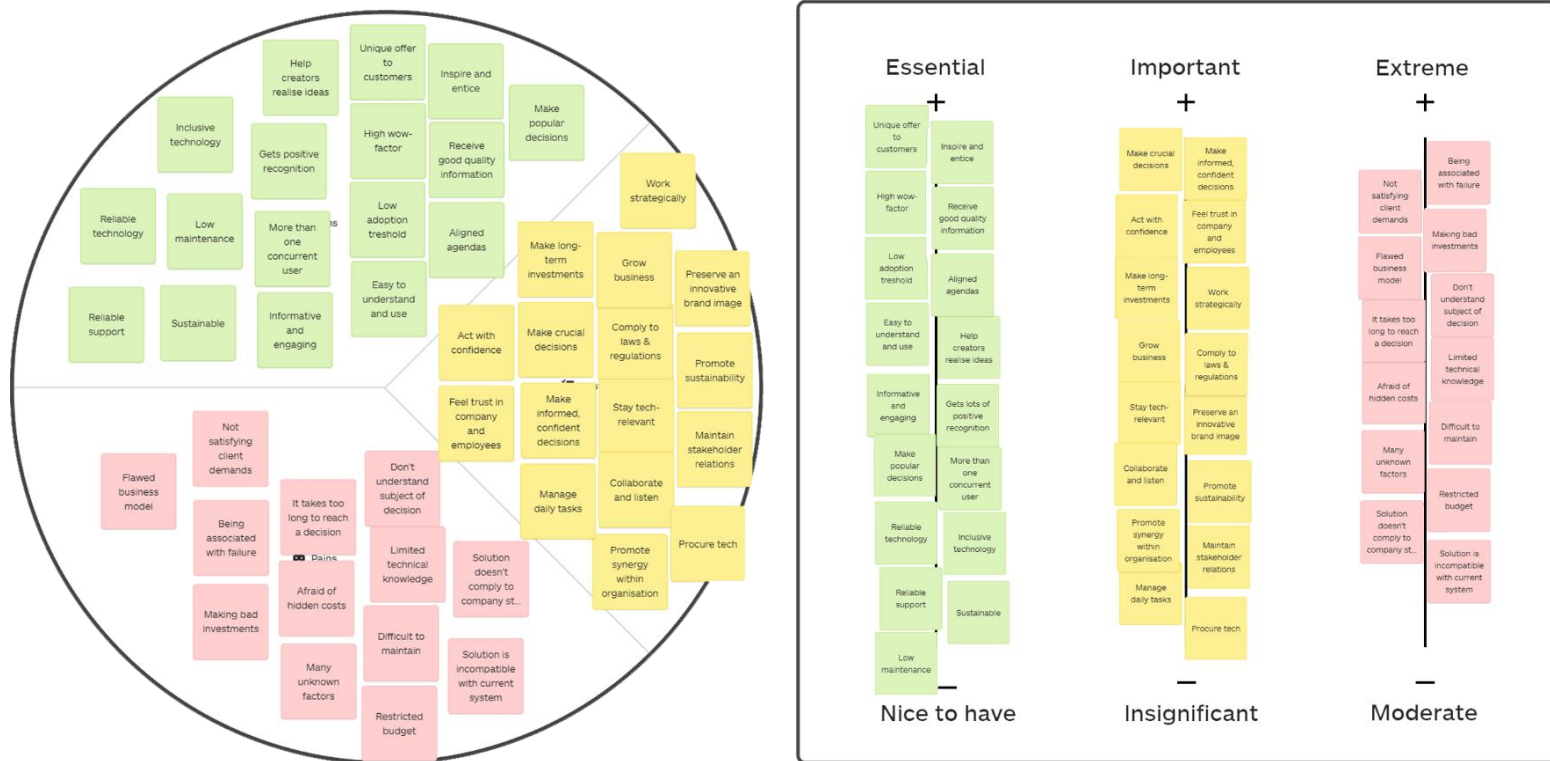 Help
creators
realise ideas
Unique offer
to
customers
Inspire and
entice
Make
popular
decisions
Inclusive
technology
Gets positive
recognition
High wow-
factor
Receive
good quality
information
Reliable
technology
Low
maintenance
More than
one
concurrent
user
Low
adoption
treshold
Aligned
agendas
Reliable
support
Sustainable
Informative
and
engaging
Easy to
understand
and use
Work
strategically
Make long-
term
investments
Grow
business
Preserve an
innovative
brand image
Act with
confidence
Make crucial
decisions
Comply to
laws &
regulations
Promote
sustainability
Feel trust in
company
and
employees
Make
informed,
confident
decisions
Stay tech-
relevant
Maintain
stakeholder
relations
Manage
daily tasks
Collaborate
and listen
Promote
synergy
within
organisation
Procure tech
Not
satisfying
client
demands
Flawed
business
model
Being
associated
with failure
It takes too
long to reach
a decision
Don't
understand
subject of
decision
Pains
Making bad
investments
Afraid of
hidden costs
Limited
technical
knowledge
Solution
doesn't
comply to
company st...
Many
unknown
factors
Difficult to
maintain
Solution is
incompatible
with current
system
Restricted
budget
Essential
+
Unique offer
to
customers
Inspire and
entice
High wow-
factor
Receive
good quality
information
Low
adoption
treshold
Aligned
agendas
Easy to
understand
and use
Help
creators
realise ideas
Informative
and
engaging
Gets lots of
positive
recognition
Make
popular
decisions
More than
one
concurrent
user
Reliable
technology
Inclusive
technology
Reliable
support
Sustainable
Low
maintenance
–
Nice to have
Important
+
Make crucial
decisions
Make
informed,
confident
decisions
Act with
confidence
Feel trust in
company
and
employees
Make long-
term
investments
Work
strategically
Grow
business
Comply to
laws &
regulations
Stay tech-
relevant
Preserve an
innovative
brand image
Collaborate
and listen
Promote
sustainability
Promote
synergy
within
organisation
Maintain
stakeholder
relations
Manage
daily tasks
Procure tech
–
Insignificant
Extreme
+
Being
associated
with failure
Not
satisfying
client
demands
Making bad
investments
Flawed
business
model
Don't
understand
subject of
decision
It takes too
long to reach
a decision
Limited
technical
knowledge
Afraid of
hidden costs
Difficult to
maintain
Many
unknown
factors
Restricted
budget
Solution
doesn't
comply to
company st...
Solution is
incompatible
with current
system
–
Moderate